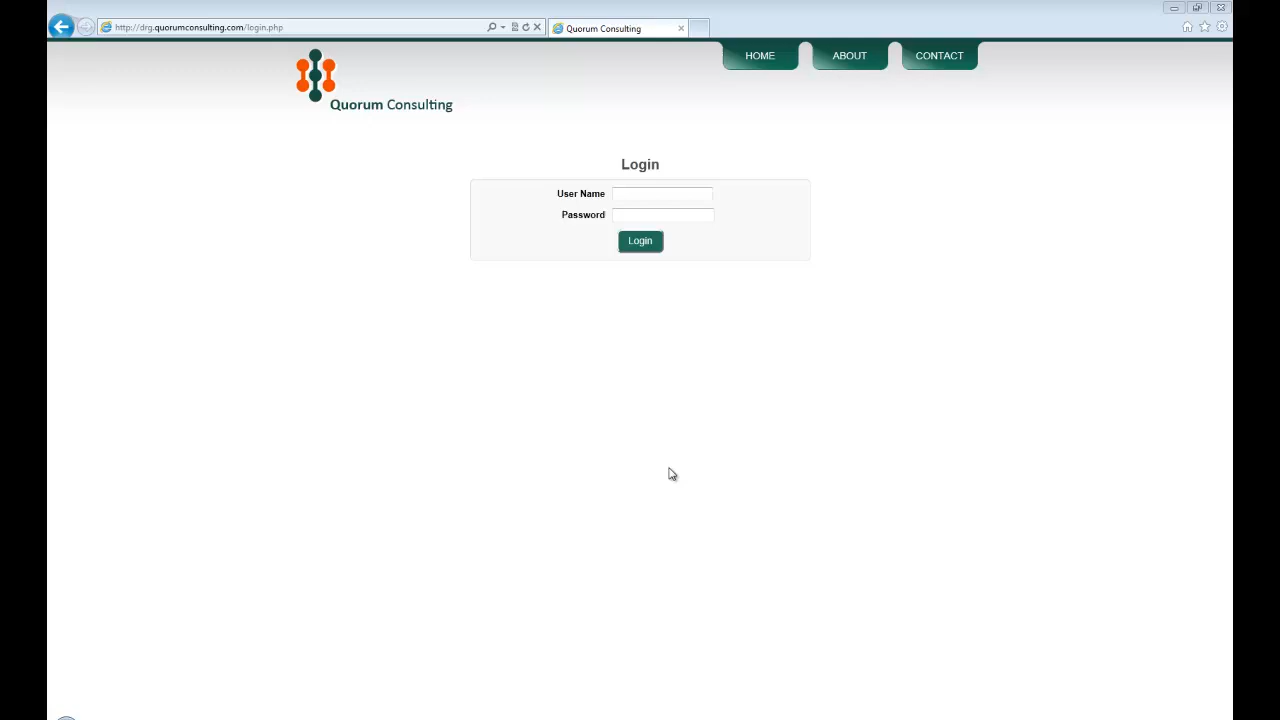 http://drg.quorumconsulting.com/login.php
Quorum Consulting
HOME
ABOUT
CONTACT
Quorum Consulting
Login
User Name
Password
Login